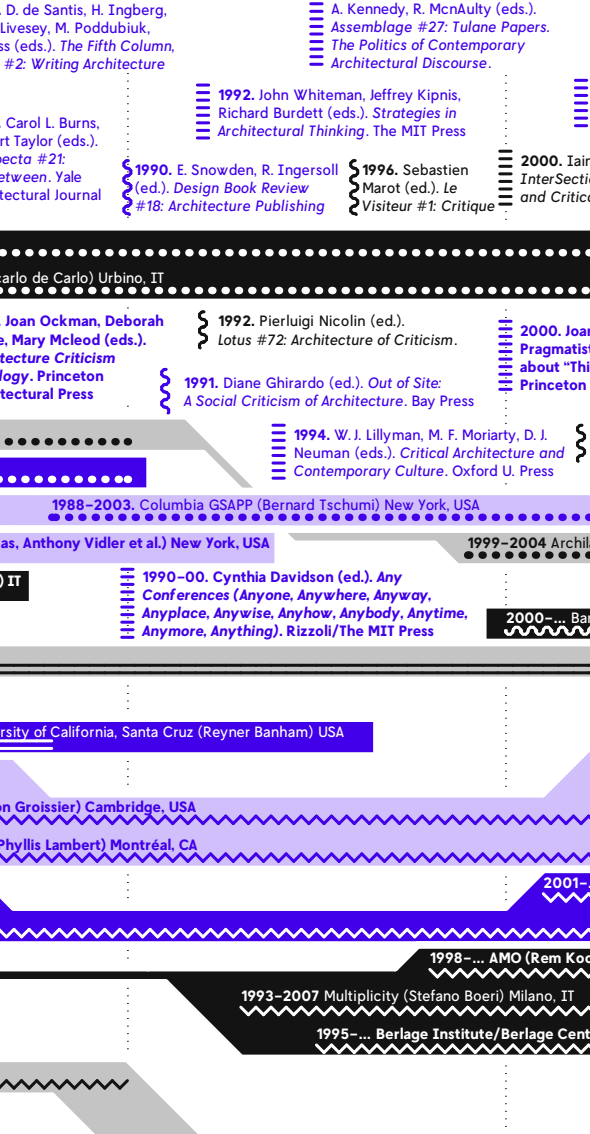 . D. de Santis, H. Ingberg,
Livesey, M. Poddubiuk,
ss (eds.). The Fifth Column,
#2: Writing Architecture
A. Kennedy, R. McnAulty (eds.).
Assemblage #27: Tulane Papers.
The Politics of Contemporary
Architectural Discourse.
1992. John Whiteman, Jeffrey Kipnis,
Richard Burdett (eds.). Strategies in
Architectural Thinking. The MIT Press
. Carol L. Burns,
rt Taylor (eds.).
pecta #21:
etween. Yale
tectural Journal
1990. E. Snowden, R. Ingersoll
(ed.). Design Book Review
#18: Architecture Publishing
1996. Sebastien
Marot (ed.). Le
Visiteur #1: Critique
2000. Iain
InterSecti
and Critica
carlo de Carlo) Urbino, IT
. Joan Ockman, Deborah
e, Mary Mcleod (eds.).
tecture Criticism
logy. Princeton
tectural Press
1992. Pierluigi Nicolin (ed.).
Lotus #72: Architecture of Criticism.
2000. Joan
Pragmatist
about “Thi
Princeton
1991. Diane Ghirardo (ed.). Out of Site:
A Social Criticism of Architecture. Bay Press
1994. W. J. Lillyman, M. F. Moriarty, D. J.
Neuman (eds.). Critical Architecture and
Contemporary Culture. Oxford U. Press
1988–2003. Columbia GSAPP (Bernard Tschumi) New York, USA
as, Anthony Vidler et al.) New York, USA
1999–2004 Archila
) IT
1990–00. Cynthia Davidson (ed.). Any
Conferences (Anyone, Anywhere, Anyway,
Anyplace, Anywise, Anyhow, Anybody, Anytime,
Anymore, Anything). Rizzoli/The MIT Press
2000–... Bar
rsity of California, Santa Cruz (Reyner Banham) USA
on Groissier) Cambridge, USA
Phyllis Lambert) Montréal, CA
2001–.
1998–... AMO (Rem Koo
1993–2007 Multiplicity (Stefano Boeri) Milano, IT
1995–... Berlage Institute/Berlage Cent